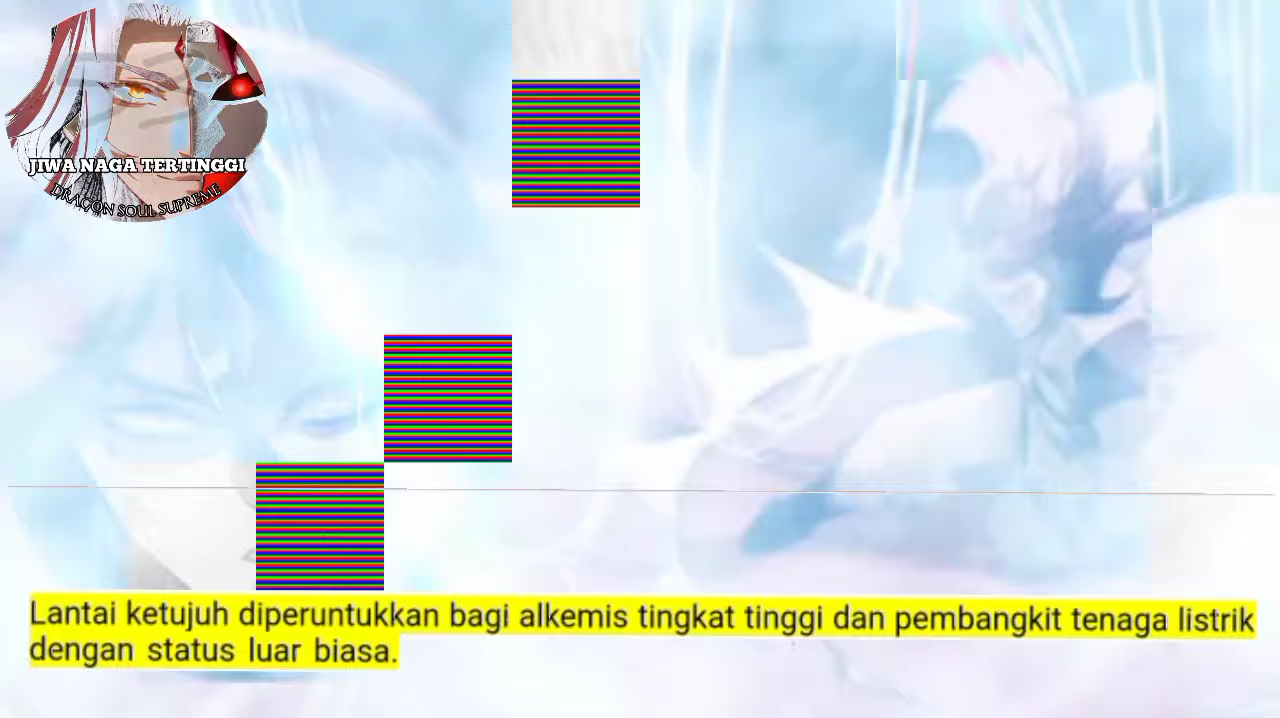 JIWA NAGA TERTINGGI
DRAGON SOUL SUPREME
Lantai ketujuh diperuntukkan bagi alkemis tingkat tinggi dan pembangkit tenaga listrik
dengan status luar biasa.